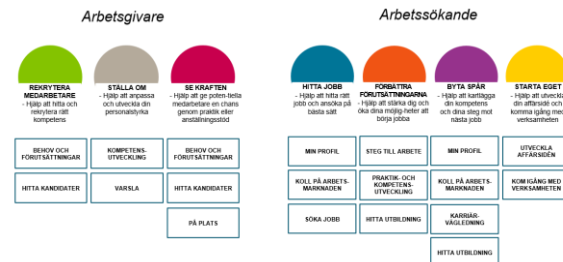 Arbetsgivare
REKRYTERA
MEDARBETARE
- Hjälp att hitta och
rekrytera rätt
kompetens
STÄLLA OM
- Hjälp att anpassa
och utveckla din
personalstyrka
SE KRAFTEN
- Hjälp att ge poten-tiella
medarbetare en chans
genom praktik eller
anställningsstöd
BEHOV OCH
FÖRUTSÄTTNINGAR
KOMPETENS-
UTVECKLING
BEHOV OCH
FÖRUTSÄTTNINGAR
HITTA KANDIDATER
VARSLA
HITTA KANDIDATER
PÅ PLATS
Arbetssökande
HITTA JOBB
- Hjälp att hitta rätt
jobb och ansöka på
bästa sätt
FÖRBÄTTRA
FÖRUTSÄTTNINGARNA
- Hjälp att stärka dig och
öka dina möjlig-heter att
börja jobba
BYTA SPÅR
- Hjälp att kartlägga
din kompetens
och dina steg mot
nästa jobb
STARTA EGET
- Hjälp att utveckla
din affärsidé och
komma igång med
verksamheten
MIN PROFIL
STEG TILL ARBETE
MIN PROFIL
UTVECKLA
AFFÄRSIDÉN
KOLL PÅ ARBETS-
MARKNADEN
PRAKTIK- OCH
KOMPETENS-
UTVECKLING
KOLL PÅ ARBETS-
MARKNADEN
KOM IGÅNG MED
VERKSAMHETEN
SÖKA JOBB
HITTA UTBILDNING
KARRIÄR-
VÄGLEDNING
HITTA UTBILDNING